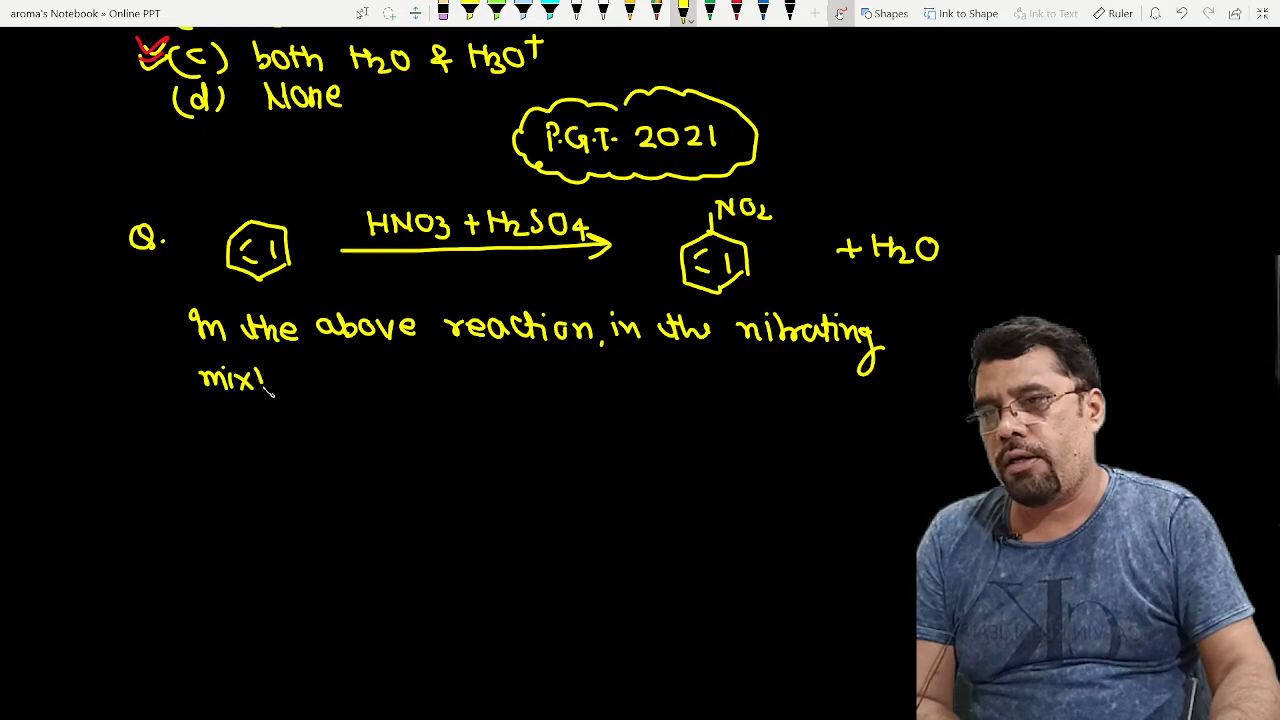 aroma's Notebook » Online PPT
Shapes
Ink to Shape
Ink to Text
Ruler
(c) both H2O & H3O+
(d) None
P.G.T. 2021
Q. HNO3 + H2SO4 NO2 + H2O
In the above reaction, in the nitrating
mixt